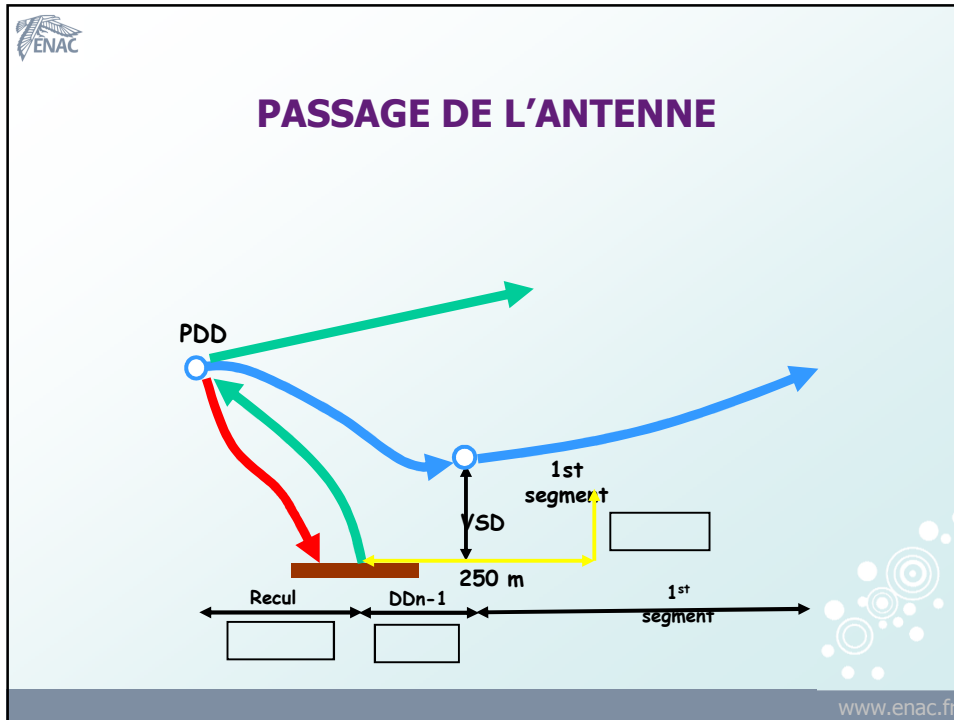 ENAC
PASSAGE DE L'ANTENNE
PDD
1st
segment
VSD
250 m
Recul
DDn-1
1st
segment
www.enac.fr